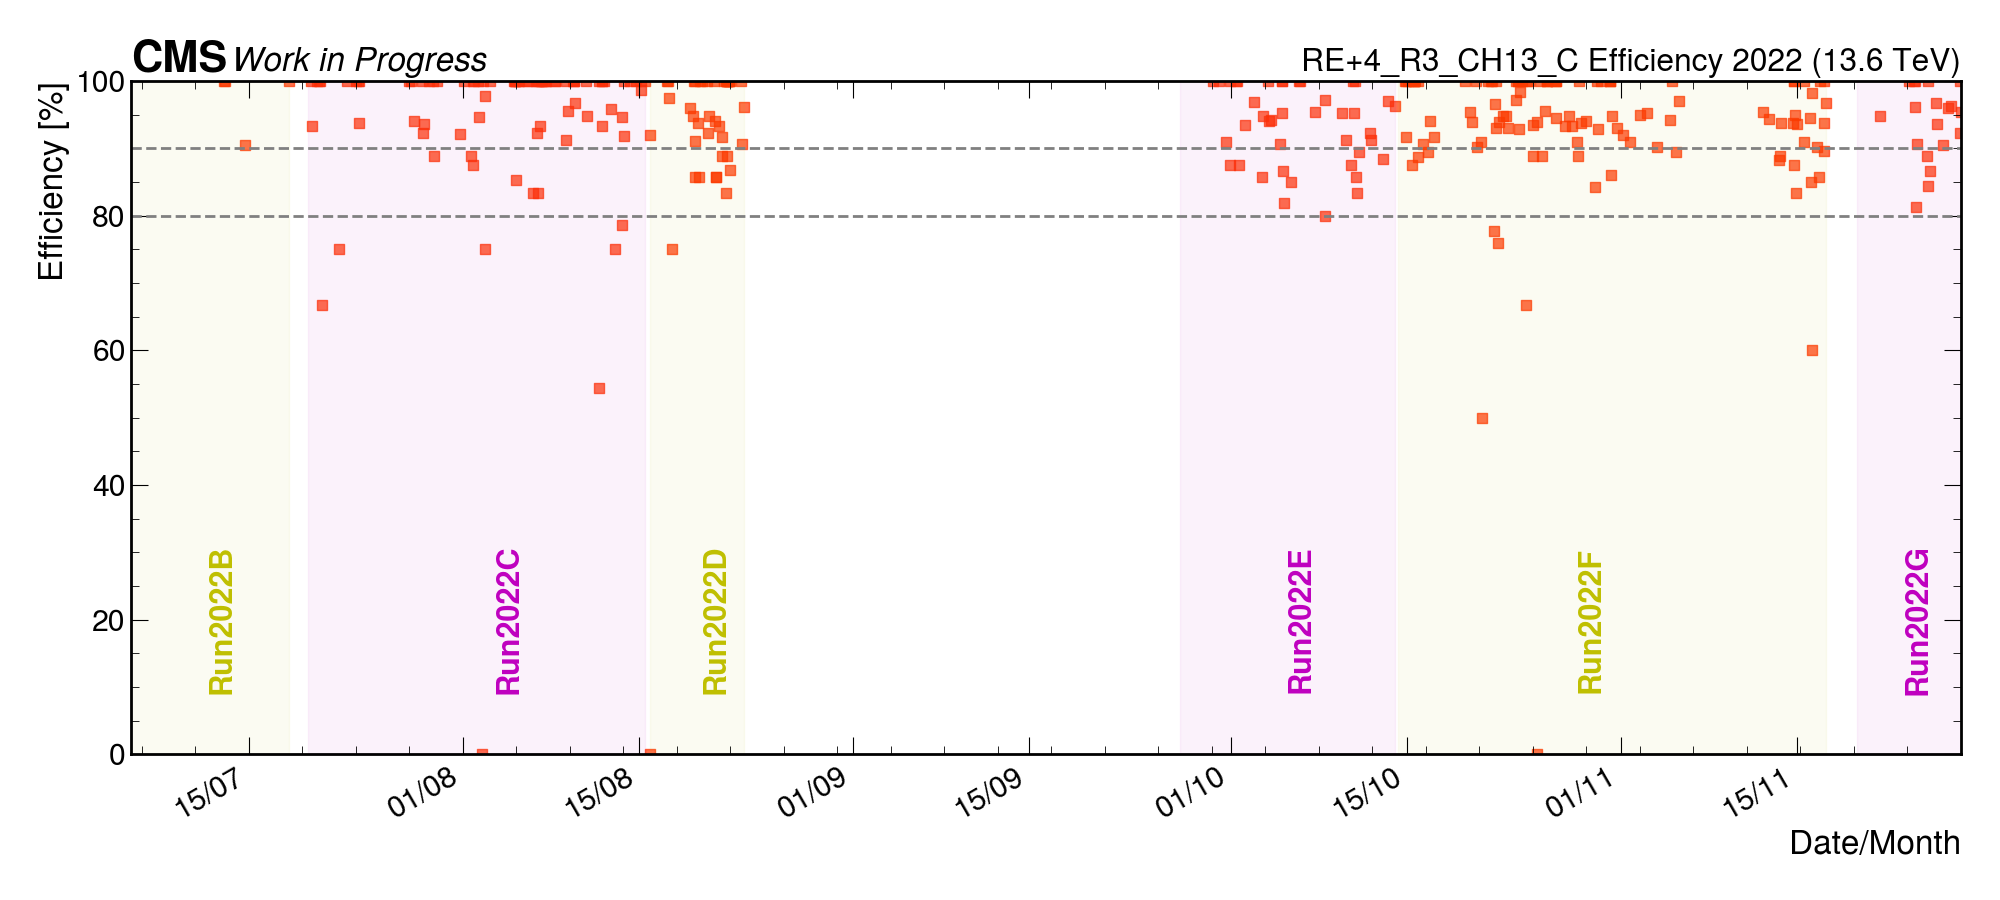 CMS Work in Progress
RE+4_R3_CH13_C Efficiency 2022 (13.6 TeV)
Efficiency [%]
100
80
60
40
20
0
Run2022B
Run2022C
Run2022D
Run2022E
Run2022F
Run2022G
15/07
01/08
15/08
01/09
15/09
01/10
15/10
01/11
15/11
Date/Month